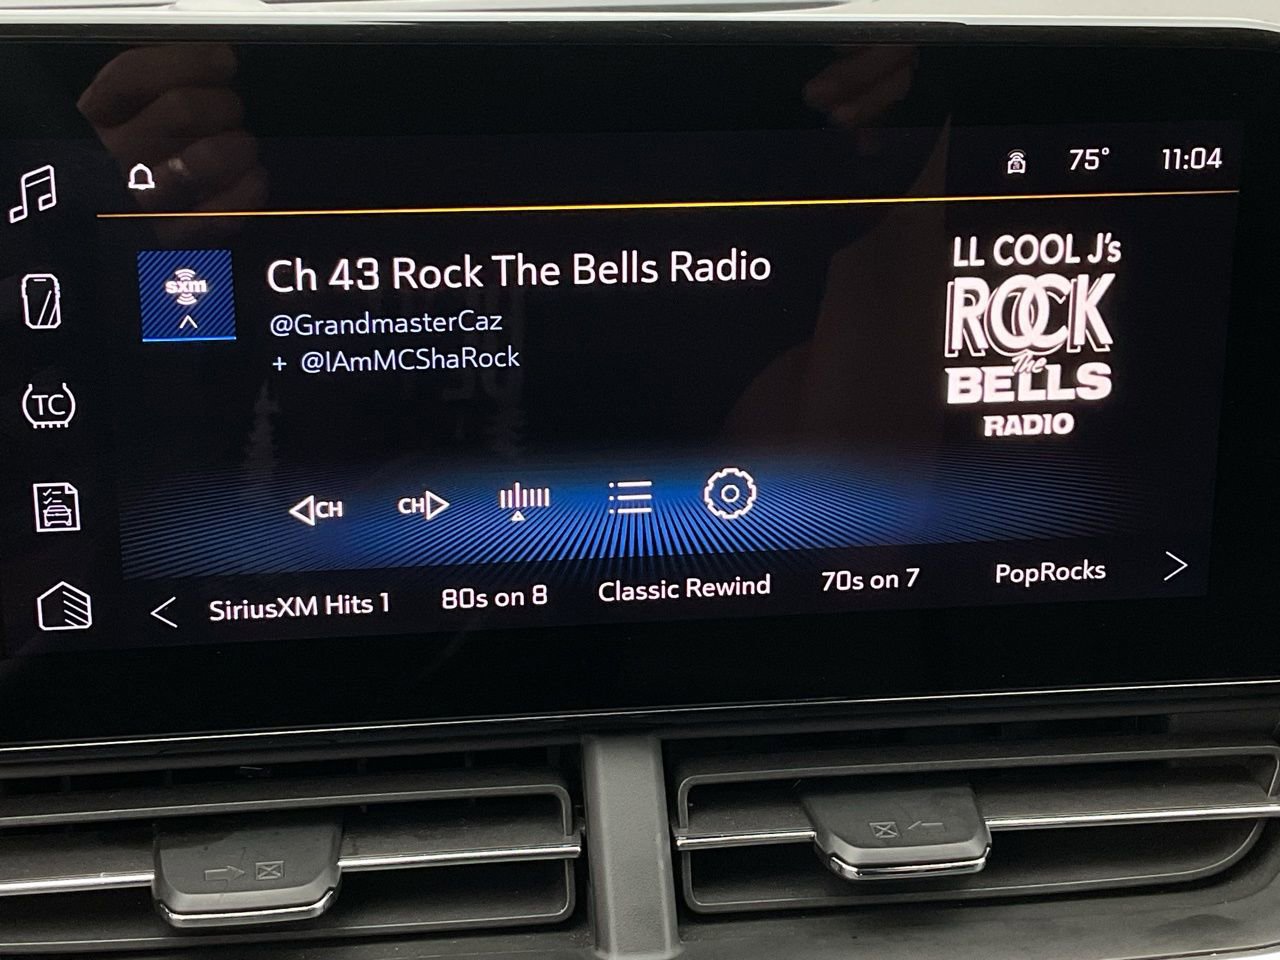 75° 11:04
sxm
Ch 43 Rock The Bells Radio
@GrandmasterCaz
+ @IAmMCShaRock
LL COOL J's
ROCK
The
BELLS
RADIO
TC
CH CH
SiriusXM Hits 1 80s on 8 Classic Rewind 70s on 7 PopRocks